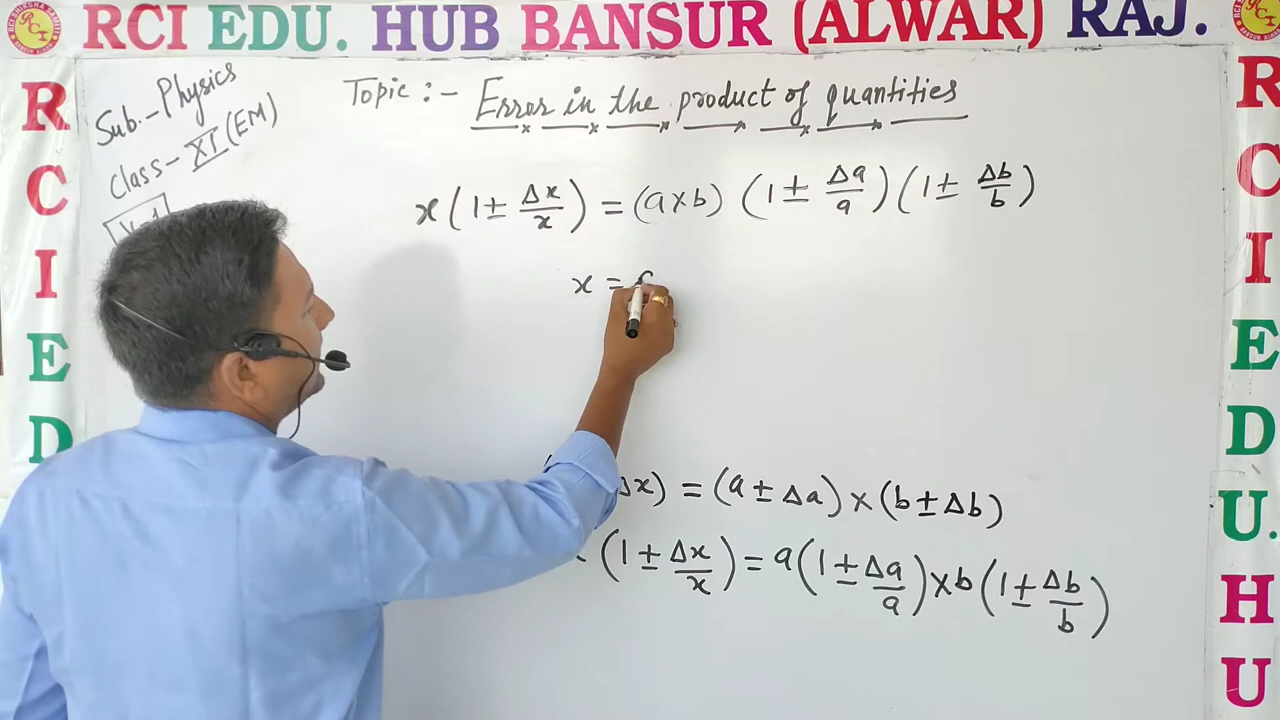 RCI EDU. HUB BANSUR (ALWAR) RAJ.
R
C
I
E
D
Sub.- Physics
Class- XI (EM)
Topic :- Error in the product of quantities
x(1± Δx/x) = (a×b) (1± Δa/a)(1± Δb/b)
x =
Δx) = (a ± Δa) × (b ± Δb)
(1 ± Δx/x) = a(1 ± Δa/a) × b(1 ± Δb/b)
R
C
I
E
D
U.
H
U